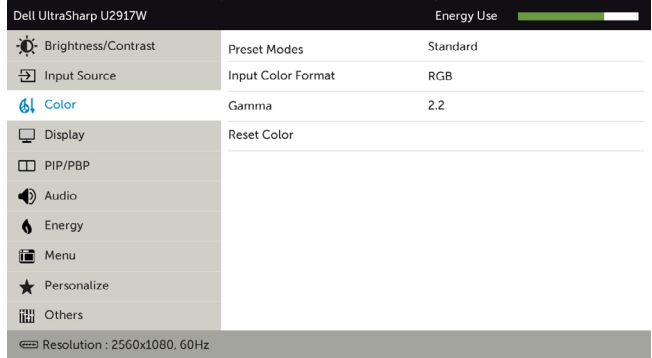 Dell UltraSharp U2917W Energy Use
Brightness/Contrast
Input Source
Color
Display
PIP/PBP
Audio
Energy
Menu
Personalize
Others
Preset Modes Standard
Input Color Format RGB
Gamma 2.2
Reset Color
Resolution : 2560x1080, 60Hz